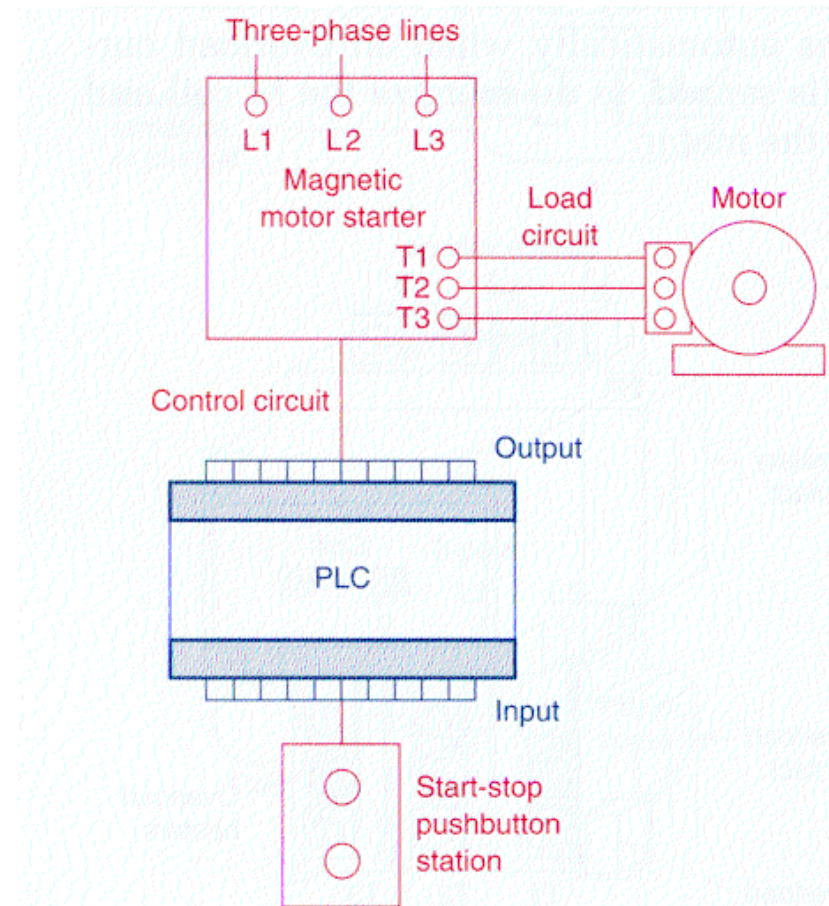 Three-phase lines
L1 L2 L3
Magnetic
motor starter
Load
circuit
Motor
T1
T2
T3
Control circuit
Output
PLC
Input
Start-stop
pushbutton
station